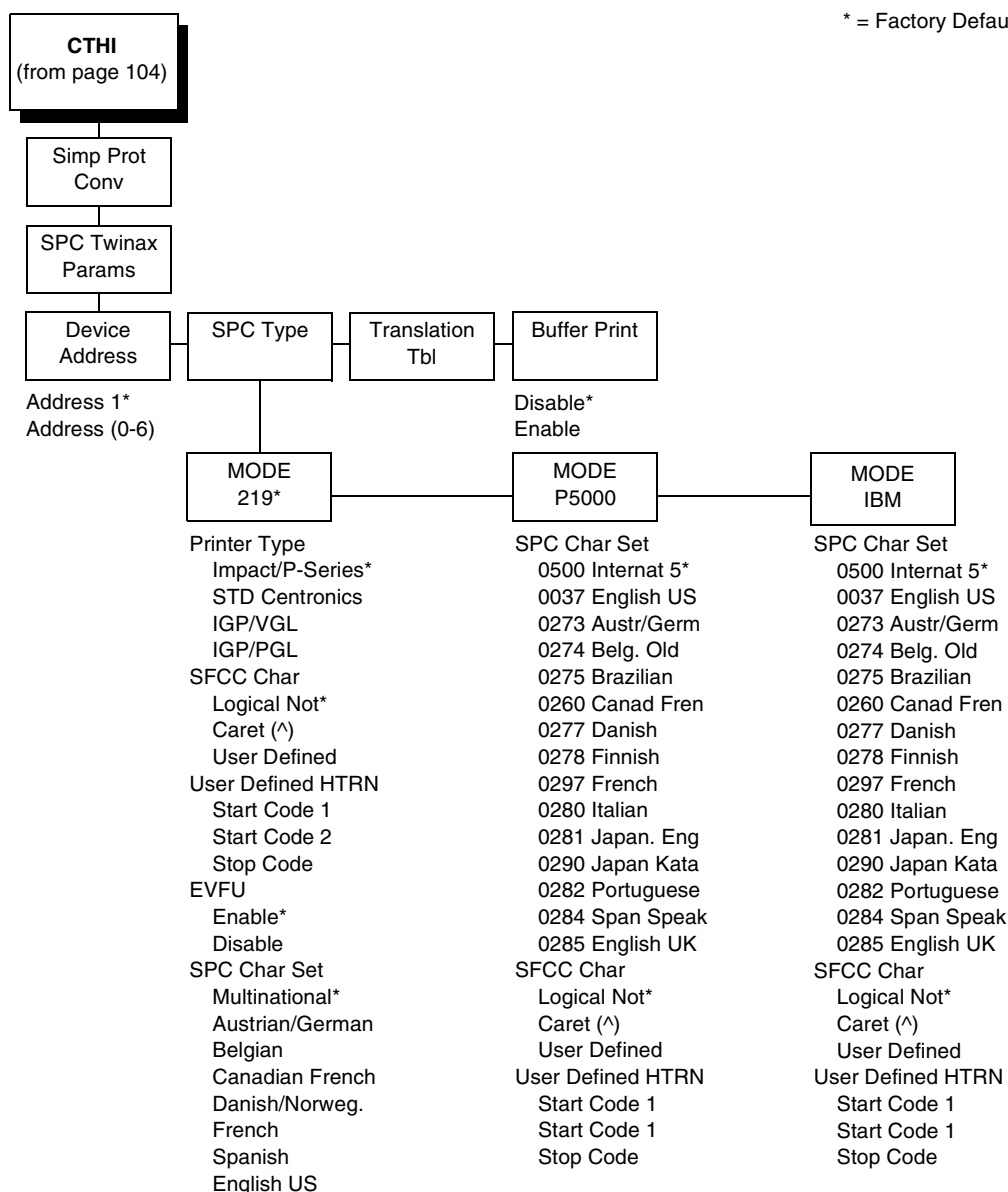 * = Factory Defau
CTHI
(from page 104)
Simp Prot
Conv
SPC Twinax
Params
Device
Address
SPC Type
Translation
Tbl
Buffer Print
Address 1*
Address (0-6)
Disable*
Enable
MODE
219*
MODE
P5000
MODE
IBM
Printer Type
Impact/P-Series*
STD Centronics
IGP/VGL
IGP/PGL
SFCC Char
Logical Not*
Caret (^)
User Defined
User Defined HTRN
Start Code 1
Start Code 2
Stop Code
EVFU
Enable*
Disable
SPC Char Set
Multinational*
Austrian/German
Belgian
Canadian French
Danish/Norweg.
French
Spanish
English US
SPC Char Set
0500 Internat 5*
0037 English US
0273 Austr/Germ
0274 Belg. Old
0275 Brazilian
0260 Canad Fren
0277 Danish
0278 Finnish
0297 French
0280 Italian
0281 Japan. Eng
0290 Japan Kata
0282 Portuguese
0284 Span Speak
0285 English UK
SFCC Char
Logical Not*
Caret (^)
User Defined
User Defined HTRN
Start Code 1
Start Code 1
Stop Code
SPC Char Set
0500 Internat 5*
0037 English US
0273 Austr/Germ
0274 Belg. Old
0275 Brazilian
0260 Canad Fren
0277 Danish
0278 Finnish
0297 French
0280 Italian
0281 Japan. Eng
0290 Japan Kata
0282 Portuguese
0284 Span Speak
0285 English UK
SFCC Char
Logical Not*
Caret (^)
User Defined
User Defined HTRN
Start Code 1
Start Code 1
Stop Code